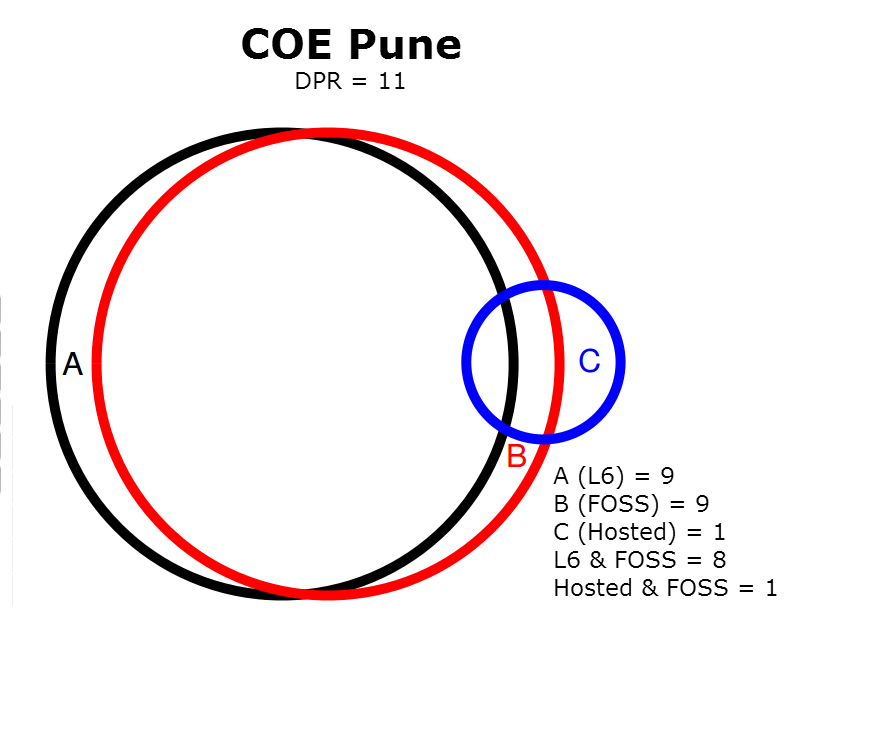 COE Pune
DPR = 11
A
C
B
A (L6) = 9
B (FOSS) = 9
C (Hosted) = 1
L6 & FOSS = 8
Hosted & FOSS = 1